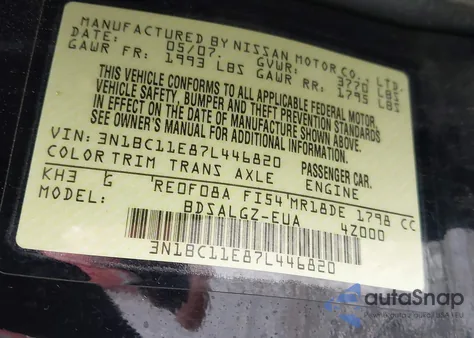 MANUFACTURED BY NISSAN MOTOR CO., LTD.
DATE: 05/07. GVWR: 3770 LBS
GAWR FR: 1993 LBS GAWR RR: 1795 LBS
THIS VEHICLE CONFORMS TO ALL APPLICABLE FEDERAL MOTOR
VEHICLE SAFETY, BUMPER AND THEFT PREVENTION STANDARDS
IN EFFECT ON THE DATE OF MANUFACTURE SHOWN ABOVE.
SEE OWNER'S MANUAL FOR ADDITIONAL INFORMATION.
VIN: 3N1BC11E87L446820 PASSENGER CAR.
COLOR TRIM TRANS AXLE ENGINE
KH3 G RE0F08A FI54 MR18DE 1798 CC
MODEL: BDSALGZ-EUA 4Z000
3N1BC11E87L446820
autaSnap